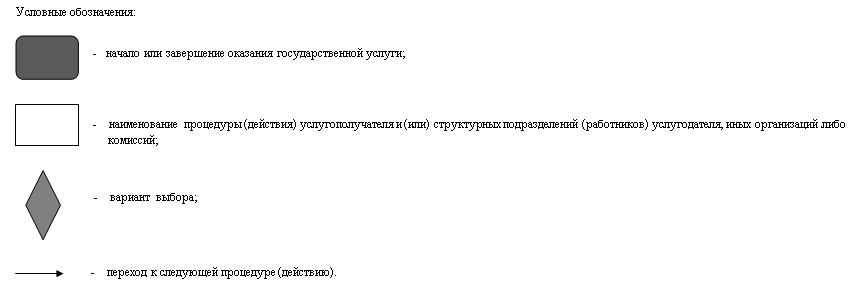 Условные обозначения:
- начало или завершение оказания государственной услуги;
- наименование процедуры (действия) услугополучателя и (или) структурных подразделений (работников) услугодателя, иных организаций либо
комиссий;
- вариант выбора;
- переход к следующей процедуре (действию).